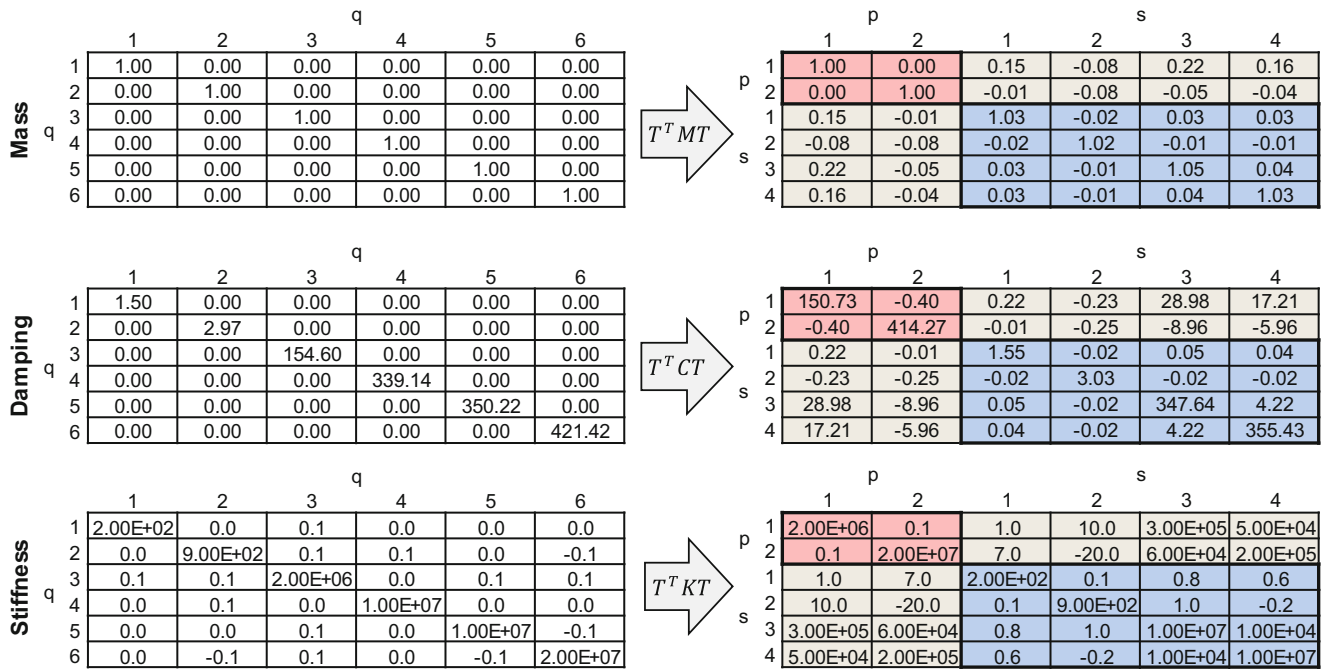 q p s
1 2 3 4 5 6 1 2 1 2 3 4
Mass
q
1 1.00 0.00 0.00 0.00 0.00 0.00
2 0.00 1.00 0.00 0.00 0.00 0.00
3 0.00 0.00 1.00 0.00 0.00 0.00
4 0.00 0.00 0.00 1.00 0.00 0.00
5 0.00 0.00 0.00 0.00 1.00 0.00
6 0.00 0.00 0.00 0.00 0.00 1.00
T^T MT
p
s
1 1.00 0.00 0.15 -0.08 0.22 0.16
2 0.00 1.00 -0.01 -0.08 -0.05 -0.04
1 0.15 -0.01 1.03 -0.02 0.03 0.03
2 -0.08 -0.08 -0.02 1.02 -0.01 -0.01
3 0.22 -0.05 0.03 -0.01 1.05 0.04
4 0.16 -0.04 0.03 -0.01 0.04 1.03
q p s
1 2 3 4 5 6 1 2 1 2 3 4
Damping
q
1 1.50 0.00 0.00 0.00 0.00 0.00
2 0.00 2.97 0.00 0.00 0.00 0.00
3 0.00 0.00 154.60 0.00 0.00 0.00
4 0.00 0.00 0.00 339.14 0.00 0.00
5 0.00 0.00 0.00 0.00 350.22 0.00
6 0.00 0.00 0.00 0.00 0.00 421.42
T^T CT
p
s
1 150.73 -0.40 0.22 -0.23 28.98 17.21
2 -0.40 414.27 -0.01 -0.25 -8.96 -5.96
1 0.22 -0.01 1.55 -0.02 0.05 0.04
2 -0.23 -0.25 -0.02 3.03 -0.02 -0.02
3 28.98 -8.96 0.05 -0.02 347.64 4.22
4 17.21 -5.96 0.04 -0.02 4.22 355.43
q p s
1 2 3 4 5 6 1 2 1 2 3 4
Stiffness
q
1 2.00E+02 0.0 0.1 0.0 0.0 0.0
2 0.0 9.00E+02 0.1 0.1 0.0 -0.1
3 0.1 0.1 2.00E+06 0.0 0.1 0.1
4 0.0 0.1 0.0 1.00E+07 0.0 0.0
5 0.0 0.0 0.1 0.0 1.00E+07 -0.1
6 0.0 -0.1 0.1 0.0 -0.1 2.00E+07
T^T KT
p
s
1 2.00E+06 0.1 1.0 10.0 3.00E+05 5.00E+04
2 0.1 2.00E+07 7.0 -20.0 6.00E+04 2.00E+05
1 1.0 7.0 2.00E+02 0.1 0.8 0.6
2 10.0 -20.0 0.1 9.00E+02 1.0 -0.2
3 3.00E+05 6.00E+04 0.8 1.0 1.00E+07 1.00E+04
4 5.00E+04 2.00E+05 0.6 -0.2 1.00E+04 1.00E+07